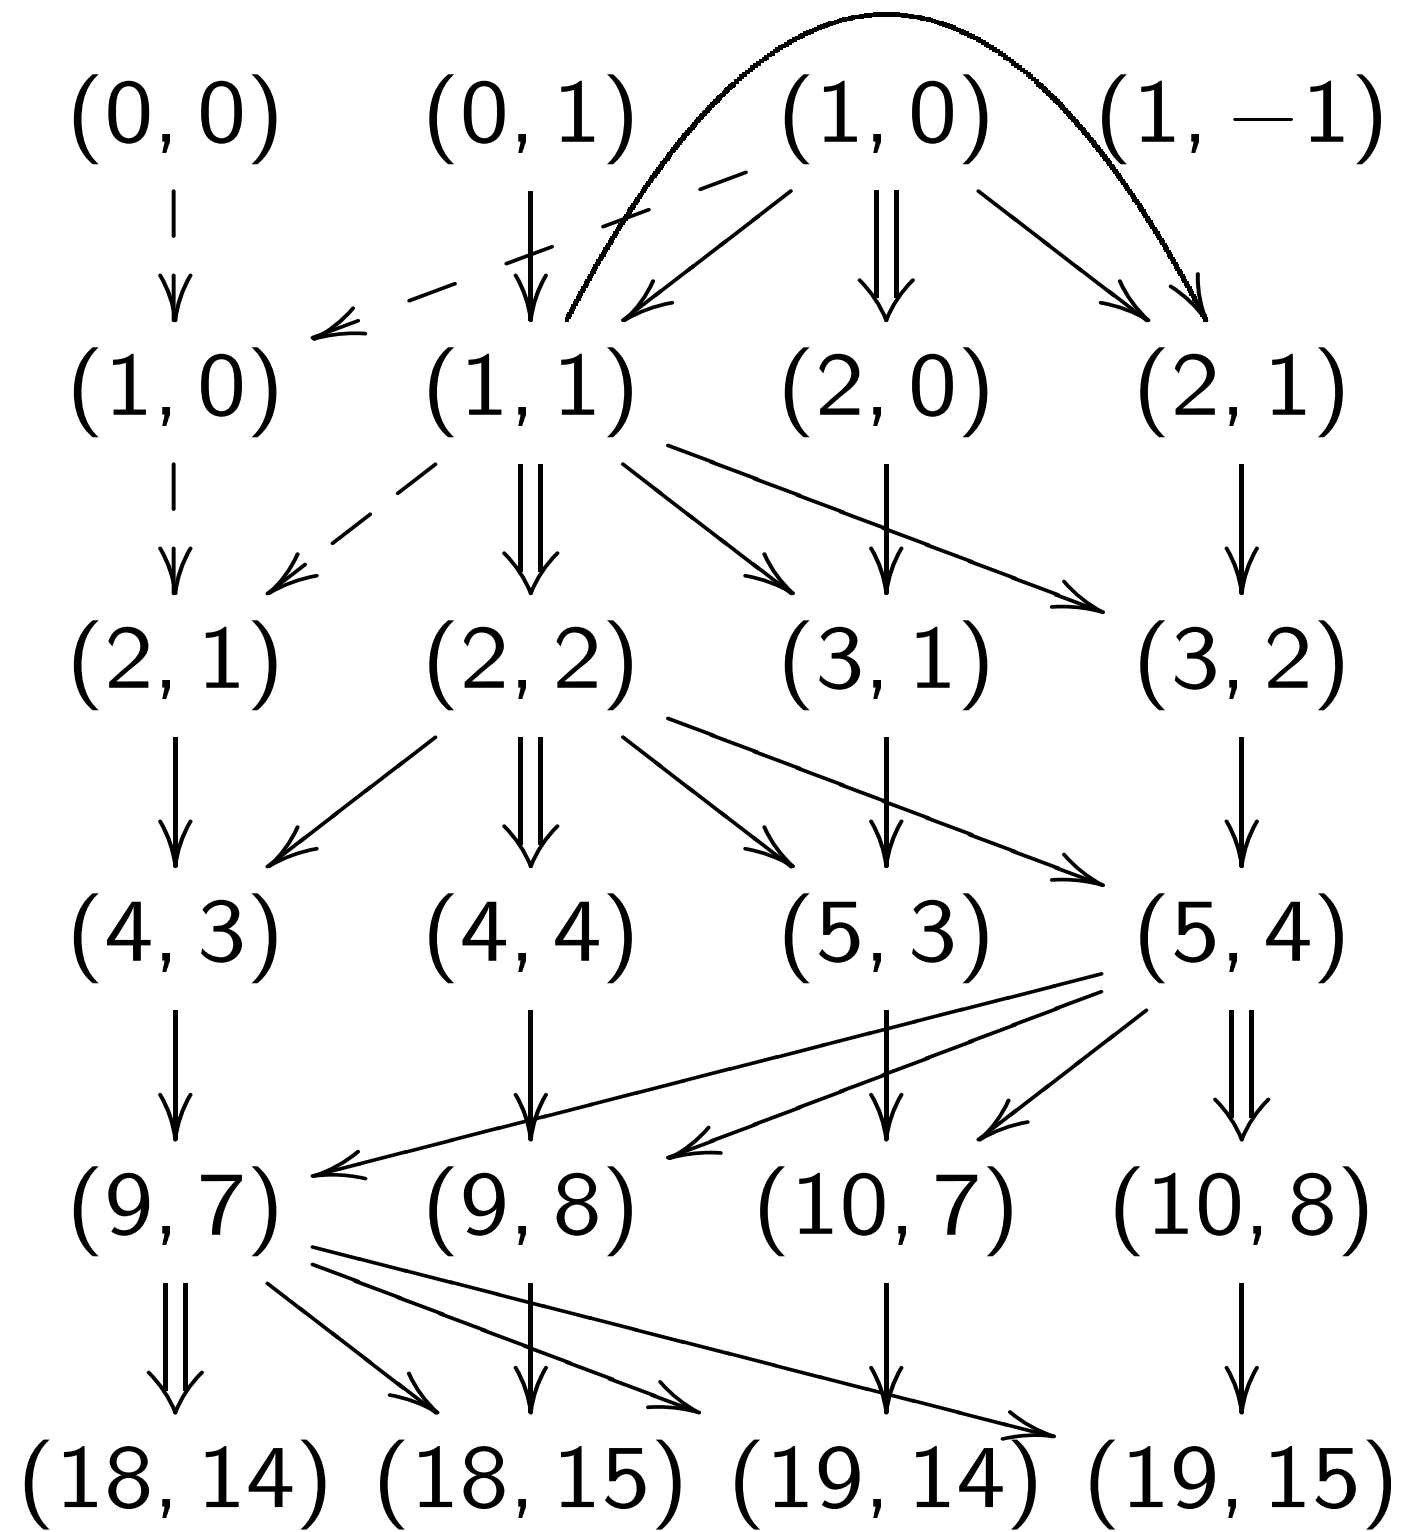 (0, 0) (0, 1) (1, 0) (1, −1)
(1, 0) (1, 1) (2, 0) (2, 1)
(2, 1) (2, 2) (3, 1) (3, 2)
(4, 3) (4, 4) (5, 3) (5, 4)
(9, 7) (9, 8) (10, 7) (10, 8)
(18, 14) (18, 15) (19, 14) (19, 15)